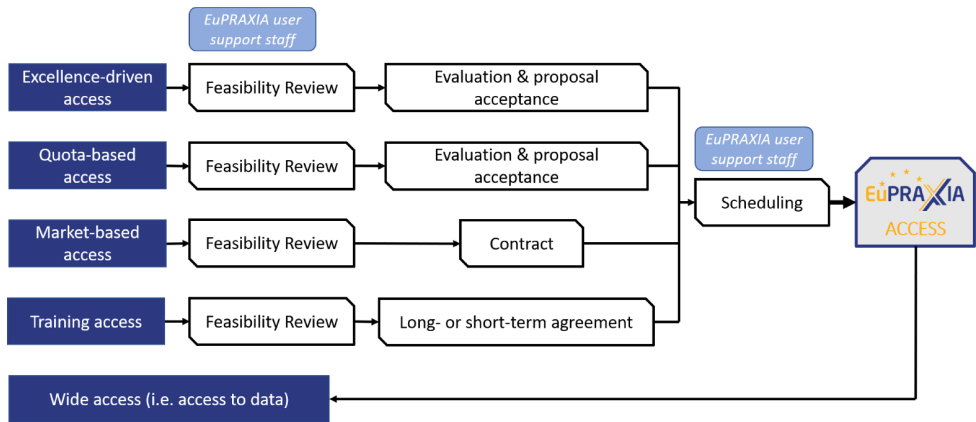 EuPRAXIA user
support staff
Excellence-driven
access
Feasibility Review
Evaluation & proposal
acceptance
Quota-based
access
Feasibility Review
Evaluation & proposal
acceptance
EuPRAXIA user
support staff
Market-based
access
Feasibility Review
Contract
Scheduling
EuPRAXIA
ACCESS
Training access
Feasibility Review
Long- or short-term agreement
Wide access (i.e. access to data)